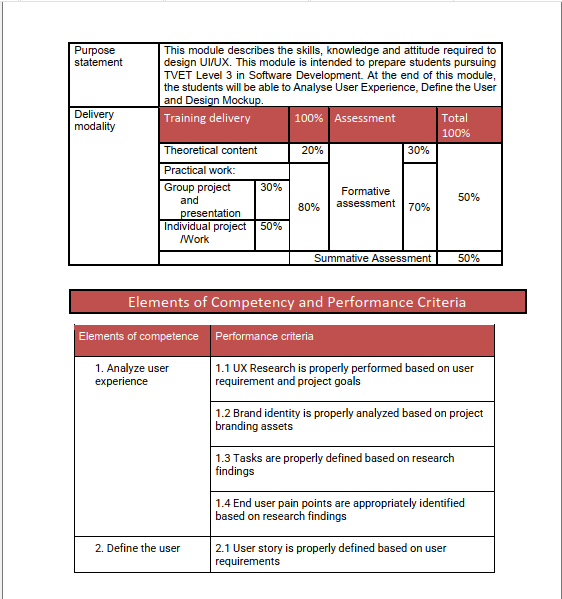 Purpose
statement
This module describes the skills, knowledge and attitude required to
design UI/UX. This module is intended to prepare students pursuing
TVET Level 3 in Software Development. At the end of this module,
the students will be able to Analyse User Experience, Define the User
and Design Mockup.
Delivery
modality
Training delivery
100%
Assessment
Total
100%
Theoretical content
20%
30%
Practical work:
Group project
and
presentation
30%
80%
Formative
assessment
70%
50%
Individual project
/Work
50%
Summative Assessment
50%
Elements of Competency and Performance Criteria
Elements of competence
Performance criteria
1. Analyze user
experience
1.1 UX Research is properly performed based on user
requirement and project goals
1.2 Brand identity is properly analyzed based on project
branding assets
1.3 Tasks are properly defined based on research
findings
1.4 End user pain points are appropriately identified
based on research findings
2. Define the user
2.1 User story is properly defined based on user
requirements